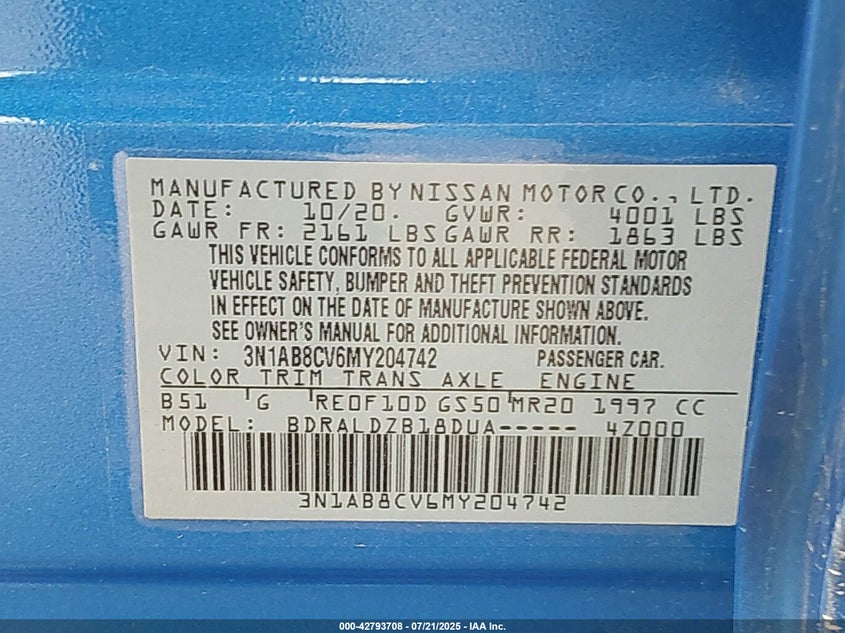 MANUFACTURED BY NISSAN MOTOR CO., LTD.
DATE: 10/20. GVWR: 4001 LBS
GAWR FR: 2161 LBS GAWR RR: 1863 LBS
THIS VEHICLE CONFORMS TO ALL APPLICABLE FEDERAL MOTOR
VEHICLE SAFETY, BUMPER AND THEFT PREVENTION STANDARDS
IN EFFECT ON THE DATE OF MANUFACTURE SHOWN ABOVE.
SEE OWNER'S MANUAL FOR ADDITIONAL INFORMATION.
VIN: 3N1AB8CV6MY204742 PASSENGER CAR.
COLOR TRIM TRANS AXLE ENGINE
B51 G RE0F10D GS50 MR20 1997 CC
MODEL: BDRALDZB18DUA----- 4Z000
3N1AB8CV6MY204742
000-42793708 - 07/21/2025 - IAA Inc.